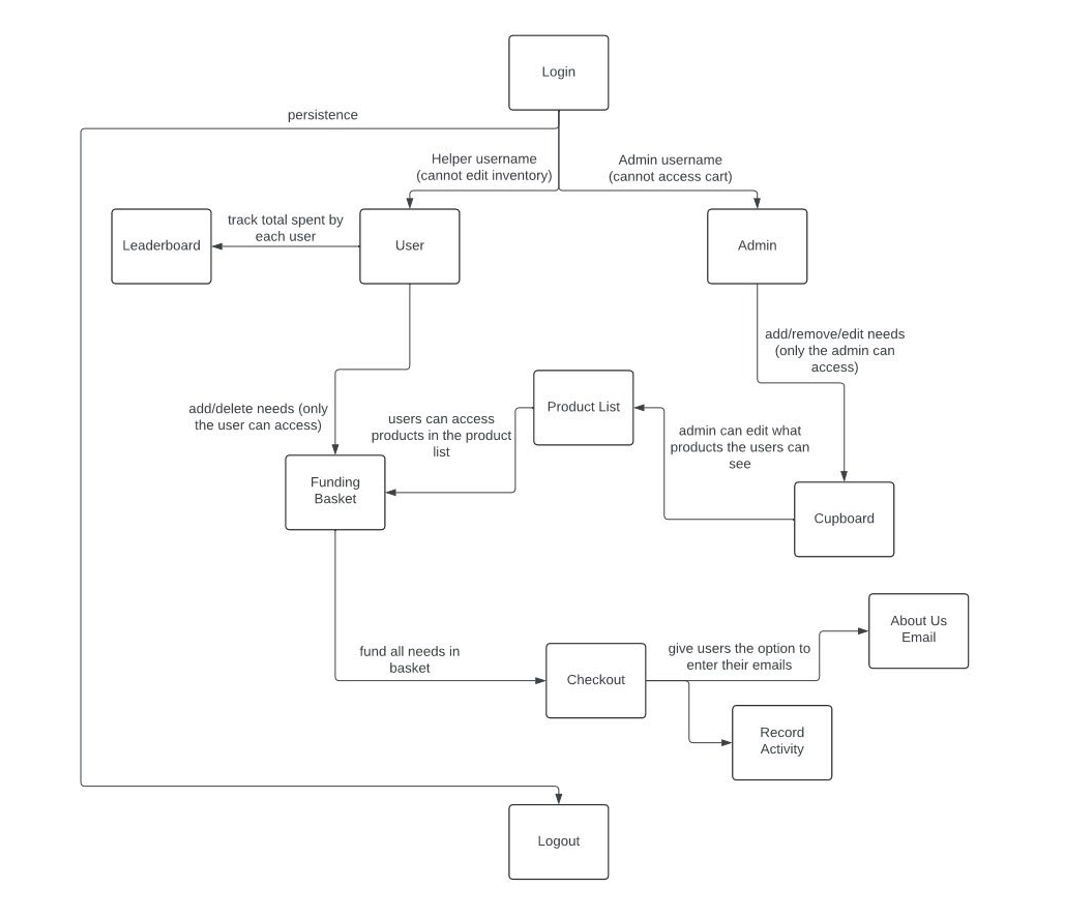 Login
persistence
Helper username
(cannot edit inventory)
Admin username
(cannot access cart)
track total spent by
each user
Leaderboard
User
Admin
add/remove/edit needs
(only the admin can
access)
Product List
add/delete needs (only
the user can access)
users can access
products in the product
list
admin can edit what
products the users can
see
Funding
Basket
Cupboard
About Us
Email
fund all needs in
basket
Checkout
give users the option to
enter their emails
Record
Activity
Logout